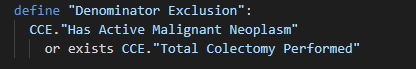 define "Denominator Exclusion":
CCE."Has Active Malignant Neoplasm"
or exists CCE."Total Colectomy Performed"